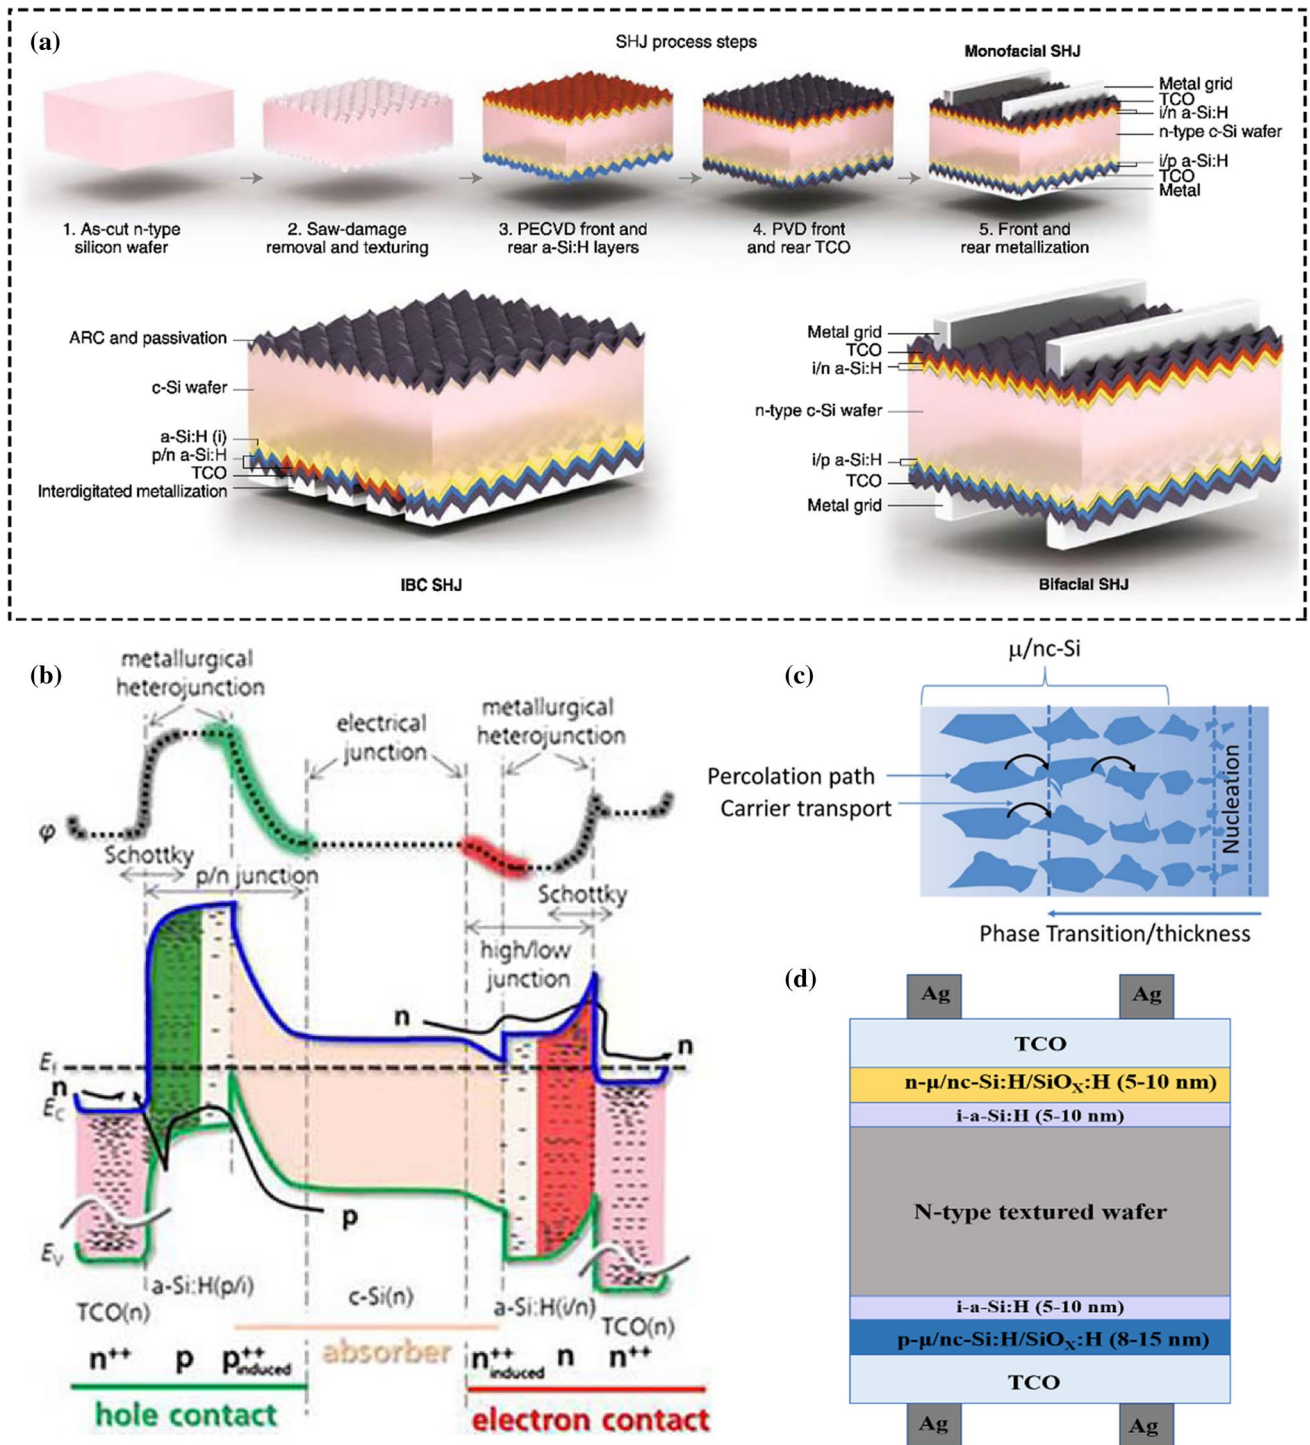 (a)
SHJ process steps
Monofacial SHJ
Metal grid
TCO
i/n a-Si:H
n-type c-Si wafer
i/p a-Si:H
TCO
Metal
1. As-cut n-type
silicon wafer
2. Saw-damage
removal and texturing
3. PECVD front and
rear a-Si:H layers
4. PVD front
and rear TCO
5. Front and
rear metallization
ARC and passivation
c-Si wafer
a-Si:H (i)
p/n a-Si:H
TCO
Interdigitated metallization
IBC SHJ
Metal grid
TCO
i/n a-Si:H
n-type c-Si wafer
i/p a-Si:H
TCO
Metal grid
Bifacial SHJ
(b)
metallurgical
heterojunction
electrical
junction
metallurgical
heterojunction
φ
Schottky
p/n junction
Schottky
high/low
junction
n
n
E_f
n
E_C
p
E_V
a-Si:H(p/i)
TCO(n)
c-Si(n)
a-Si:H(i/n)
TCO(n)
absorber
n++ p p++induced
n++induced n n++
hole contact
electron contact
(c)
μ/nc-Si
Percolation path
Carrier transport
Nucleation
Phase Transition/thickness
(d)
Ag Ag
TCO
n-μ/nc-Si:H/SiOX:H (5-10 nm)
i-a-Si:H (5-10 nm)
N-type textured wafer
i-a-Si:H (5-10 nm)
p-μ/nc-Si:H/SiOX:H (8-15 nm)
TCO
Ag Ag